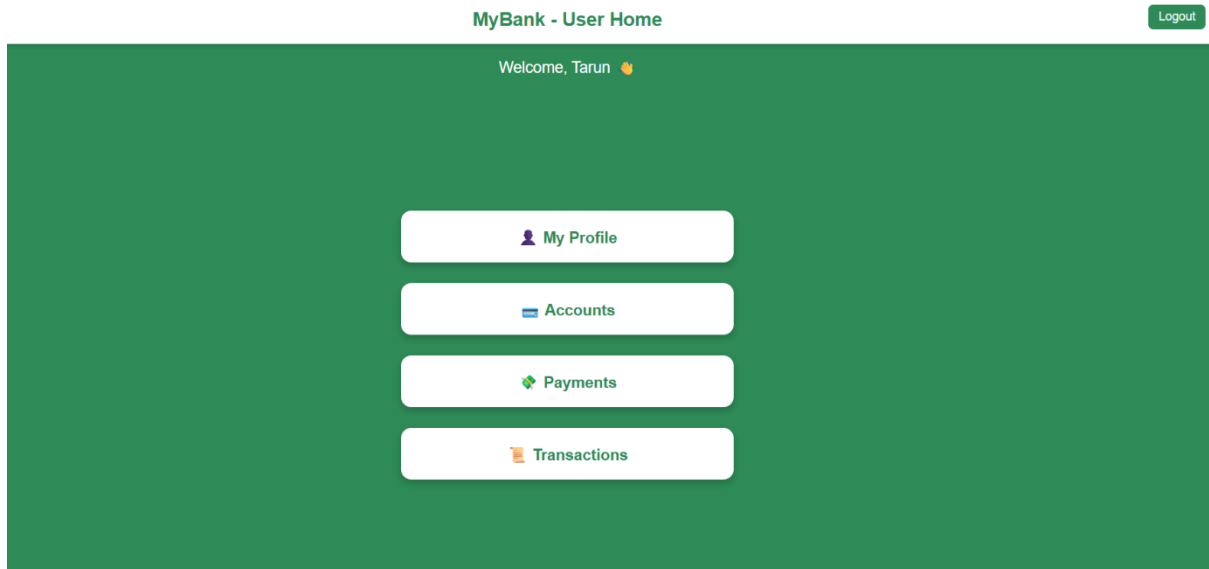 MyBank - User Home
Logout
Welcome, Tarun 👋
👤 My Profile
💳 Accounts
💸 Payments
📜 Transactions